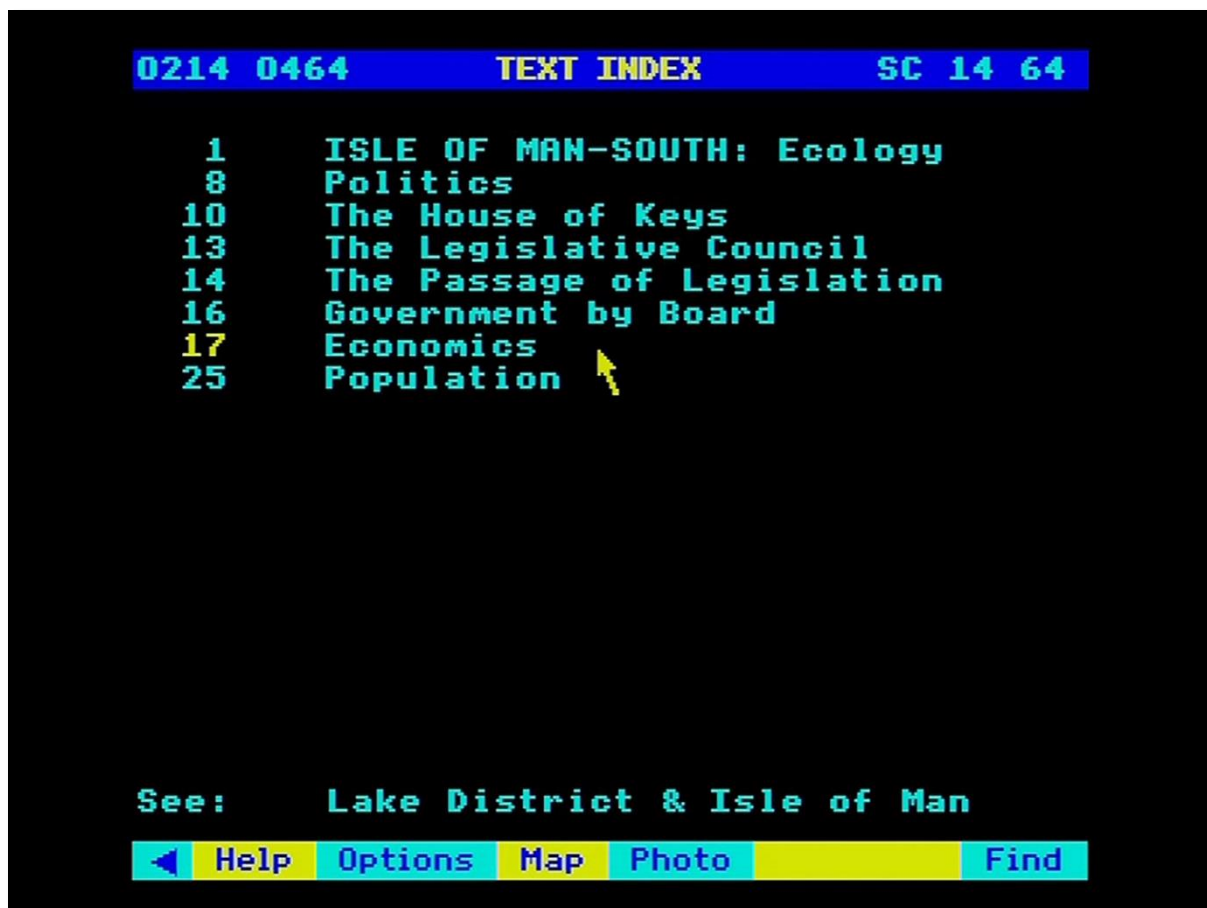 0214 0464 TEXT INDEX SC 14 64
1 ISLE OF MAN-SOUTH: Ecology
8 Politics
10 The House of Keys
13 The Legislative Council
14 The Passage of Legislation
16 Government by Board
17 Economics
25 Population
See: Lake District & Isle of Man
Help Options Map Photo Find